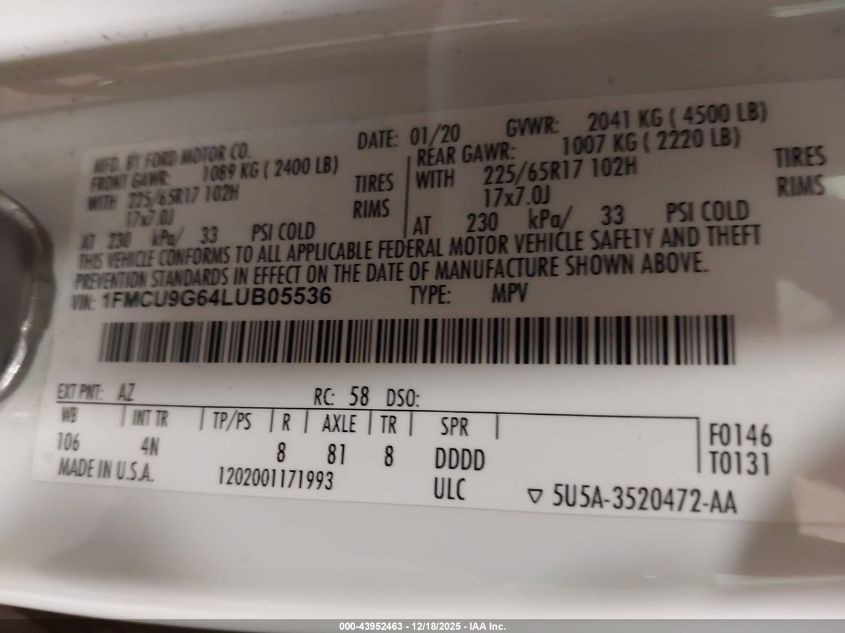 MFD. BY FORD MOTOR CO. DATE: 01/20 GVWR: 2041 KG ( 4500 LB)
FRONT GAWR: 1089 KG ( 2400 LB) REAR GAWR: 1007 KG ( 2220 LB)
WITH 225/65R17 102H TIRES WITH 225/65R17 102H TIRES
17x7.0J RIMS 17x7.0J RIMS
AT 230 kPa/ 33 PSI COLD AT 230 kPa/ 33 PSI COLD
THIS VEHICLE CONFORMS TO ALL APPLICABLE FEDERAL MOTOR VEHICLE SAFETY AND THEFT
PREVENTION STANDARDS IN EFFECT ON THE DATE OF MANUFACTURE SHOWN ABOVE.
VIN: 1FMCU9G64LUB05536 TYPE: MPV
EXT PNT: AZ RC: 58 DSO:
WB INT TR TP/PS R AXLE TR SPR F0146
106 4N 8 81 8 DDDD T0131
MADE IN U.S.A. 1202001171993 ULC ▽ 5U5A-3520472-AA
000-43952463 - 12/18/2025 - IAA Inc.